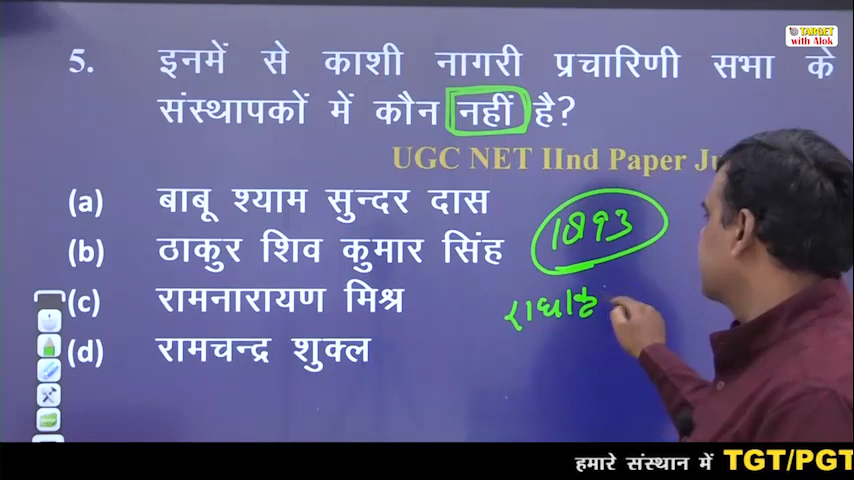 TARGET
with Alok
5. इनमें से काशी नागरी प्रचारिणी सभा के
संस्थापकों में कौन नहीं है?
UGC NET IInd Paper
(a) बाबू श्याम सुन्दर दास
1893
(b) ठाकुर शिव कुमार सिंह
(c) रामनारायण मिश्र
(d) रामचन्द्र शुक्ल
हमारे संस्थान में TGT/PGT